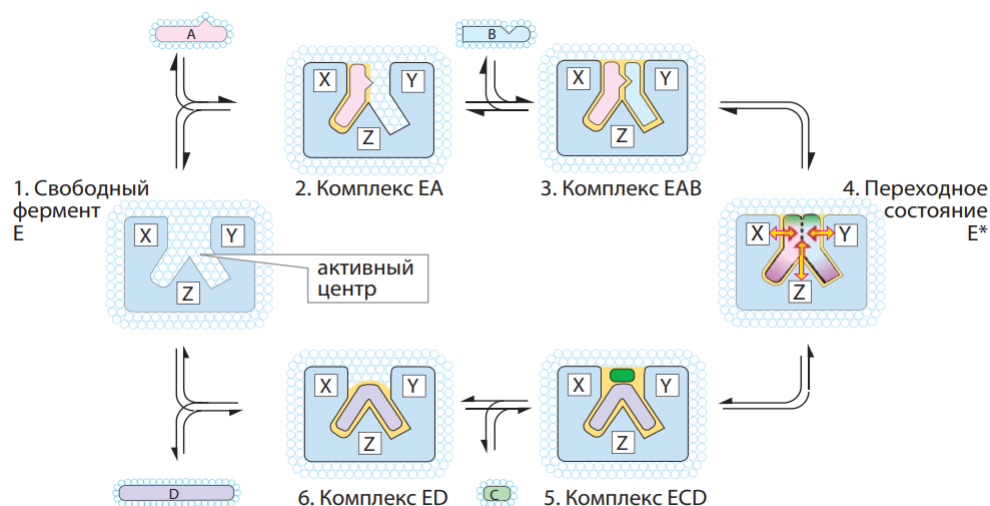 A
B
X
Y
Z
X
Y
Z
2. Комплекс EA
3. Комплекс EAB
1. Свободный
фермент
E
4. Переходное
состояние
E*
X
Y
Z
активный
центр
X
Y
Z
X
Y
Z
X
Y
Z
D
6. Комплекс ED
C
5. Комплекс ECD